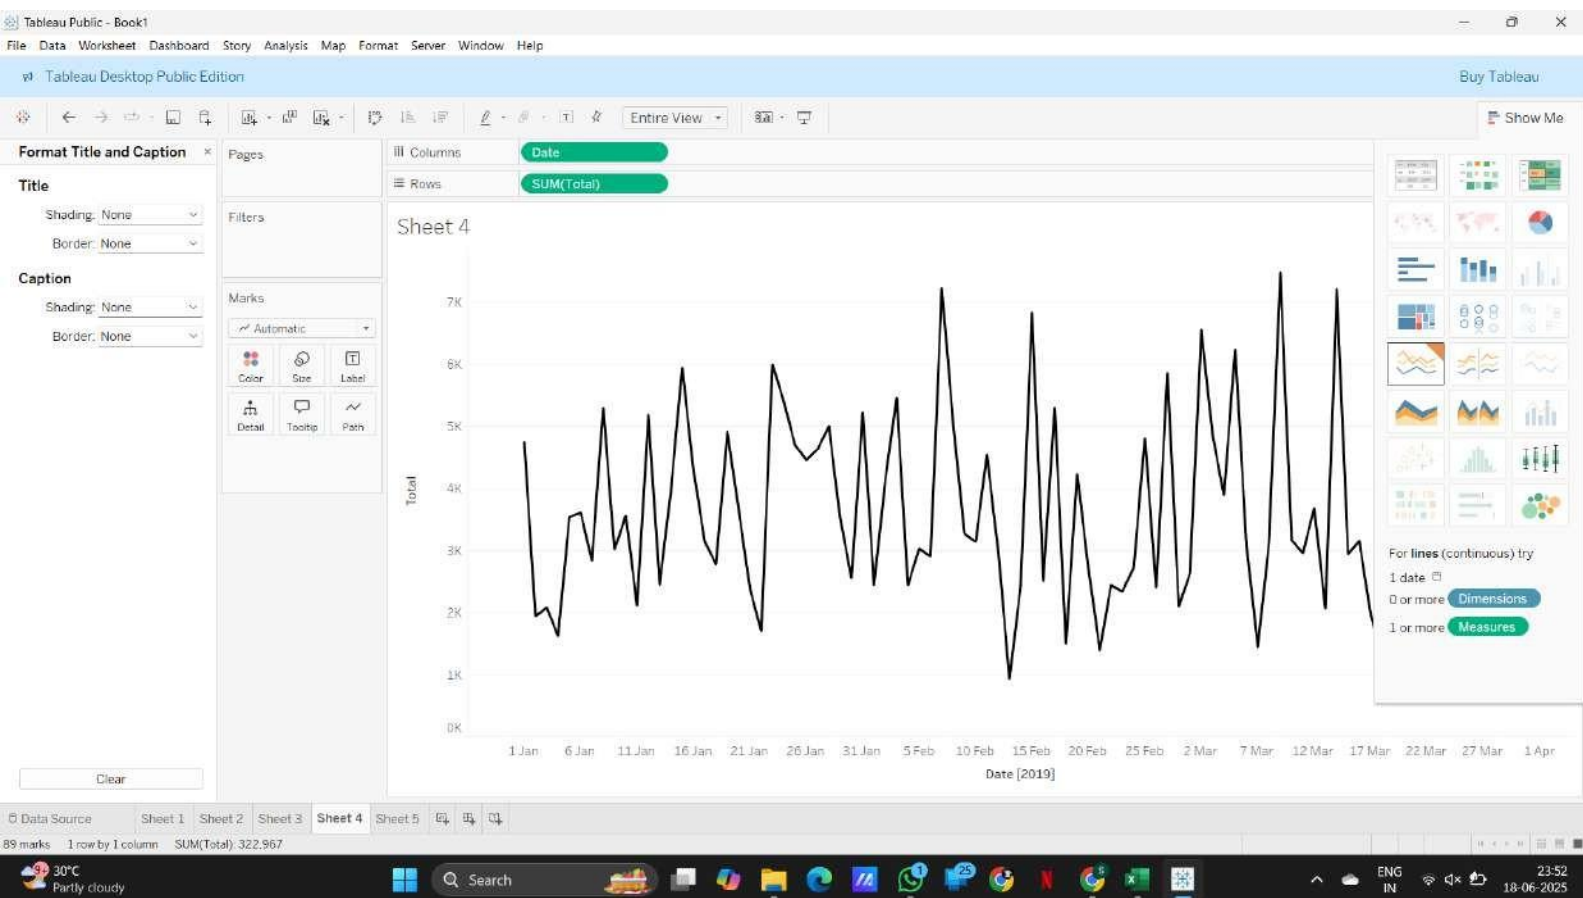 Tableau Public - Book1
File Data Worksheet Dashboard Story Analysis Map Format Server Window Help
Tableau Desktop Public Edition
Buy Tableau
Entire View
Show Me
Format Title and Caption ×
Title
Shading: None
Border: None
Caption
Shading: None
Border: None
Clear
Pages
Filters
Marks
Automatic
Color Size Label
Detail Tooltip Path
Columns Date
Rows SUM(Total)
Sheet 4
7K
6K
5K
4K
3K
2K
1K
0K
Total
1 Jan 6 Jan 11 Jan 16 Jan 21 Jan 26 Jan 31 Jan 5 Feb 10 Feb 15 Feb 20 Feb 25 Feb 2 Mar 7 Mar 12 Mar 17 Mar 22 Mar 27 Mar 1 Apr
Date [2019]
For lines (continuous) try
1 date
0 or more Dimensions
1 or more Measures
Data Source Sheet 1 Sheet 2 Sheet 3 Sheet 4 Sheet 5
89 marks 1 row by 1 column SUM(Total): 322,967
30°C
Partly cloudy
Search
1
25
ENG
IN
23:52
18-06-2025